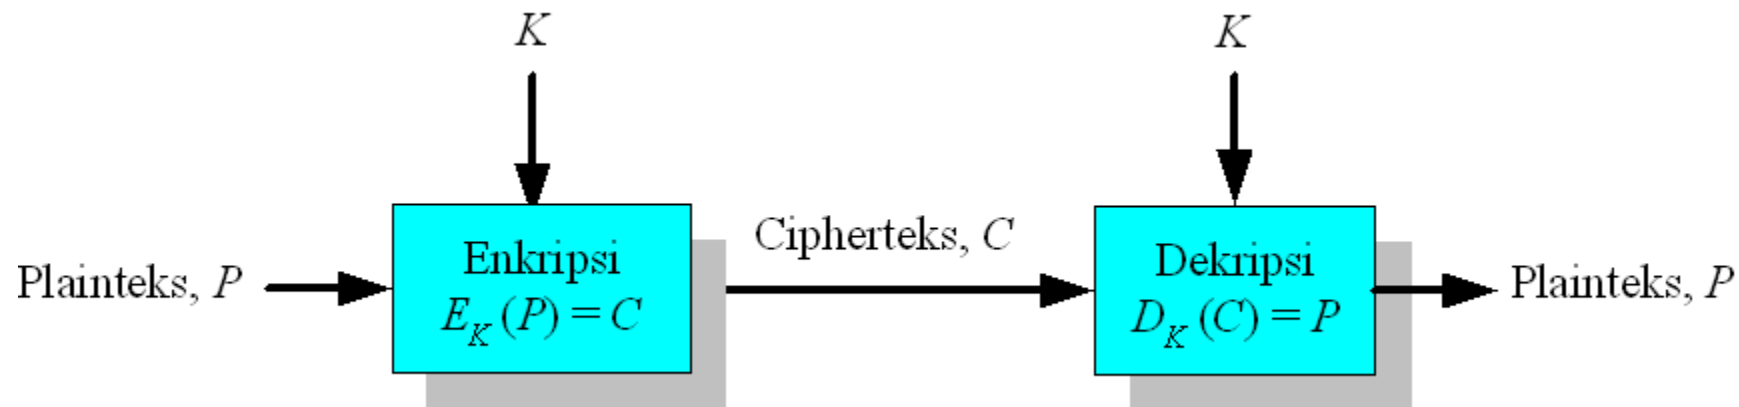 K
K
Plainteks, P
Enkripsi
E_K (P) = C
Cipherteks, C
Dekripsi
D_K (C) = P
Plainteks, P